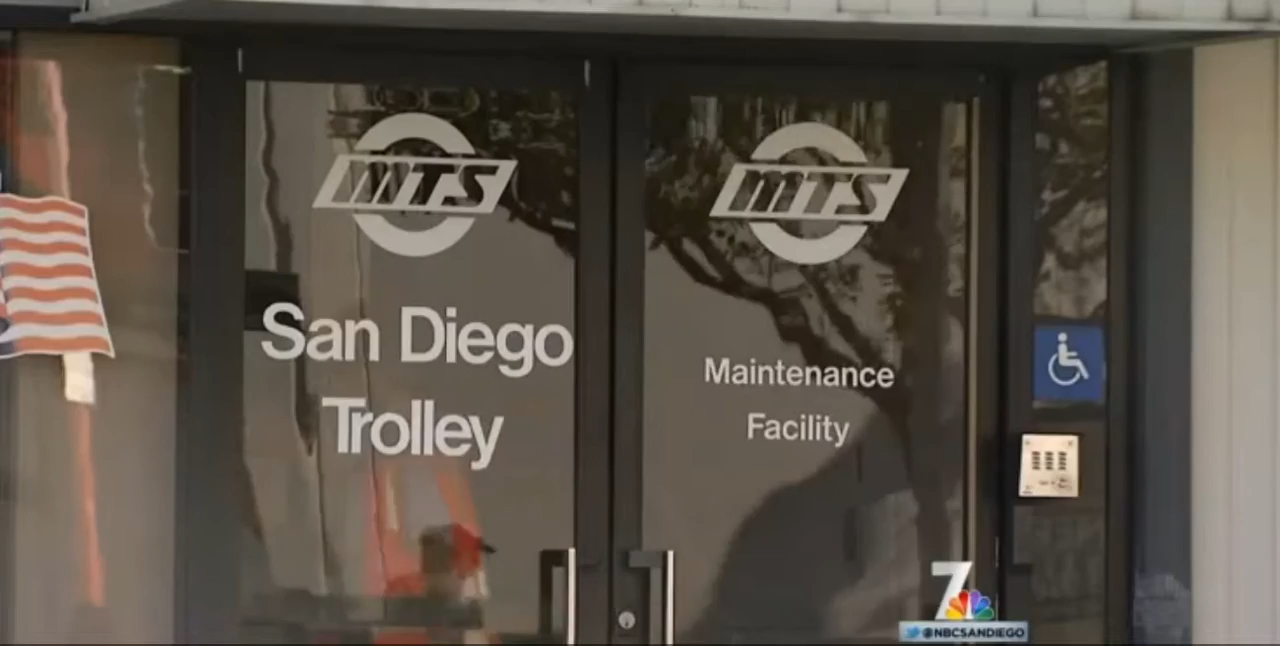 MTS
San Diego
Trolley
MTS
Maintenance
Facility
7
@NBCSANDIEGO